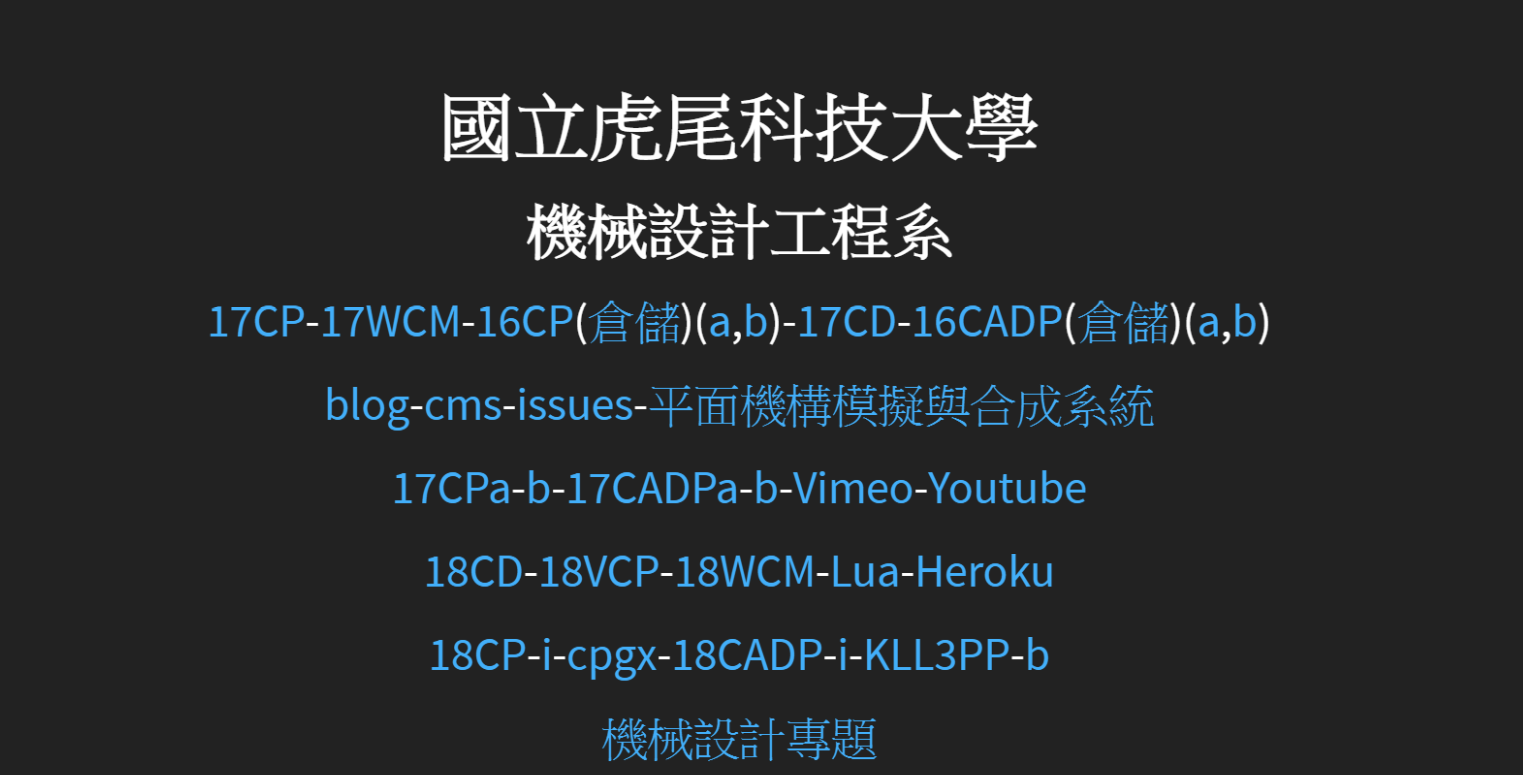 國立虎尾科技大學
機械設計工程系
17CP-17WCM-16CP(倉儲)(a,b)-17CD-16CADP(倉儲)(a,b)
blog-cms-issues-平面機構模擬與合成系統
17CPa-b-17CADPa-b-Vimeo-Youtube
18CD-18VCP-18WCM-Lua-Heroku
18CP-i-cpgx-18CADP-i-KLL3PP-b
機械設計專題